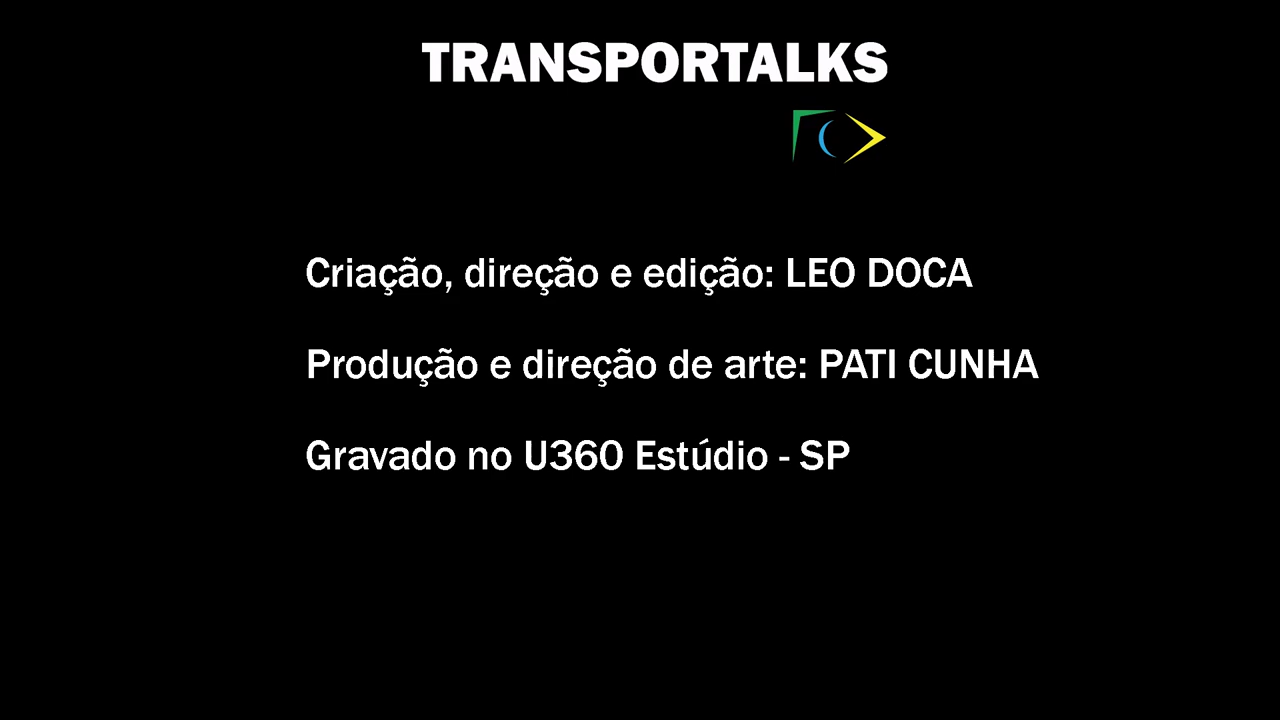 TRANSPORTALKS
Criação, direção e edição: LEO DOCA
Produção e direção de arte: PATI CUNHA
Gravado no U360 Estúdio - SP